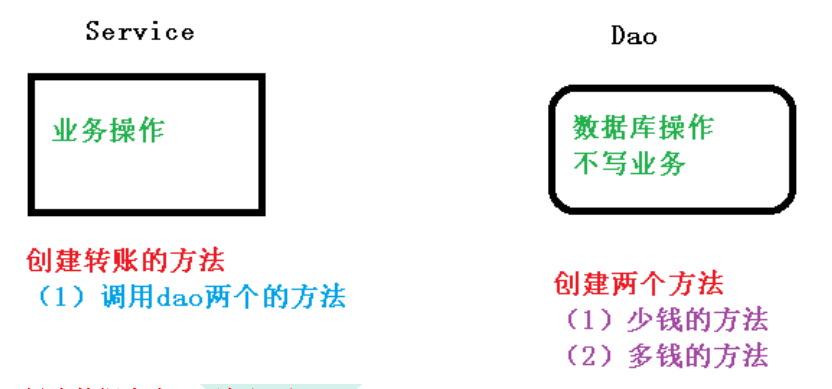 Service
业务操作
创建转账的方法
（1）调用dao两个的方法
Dao
数据库操作
不写业务
创建两个方法
（1）少钱的方法
（2）多钱的方法